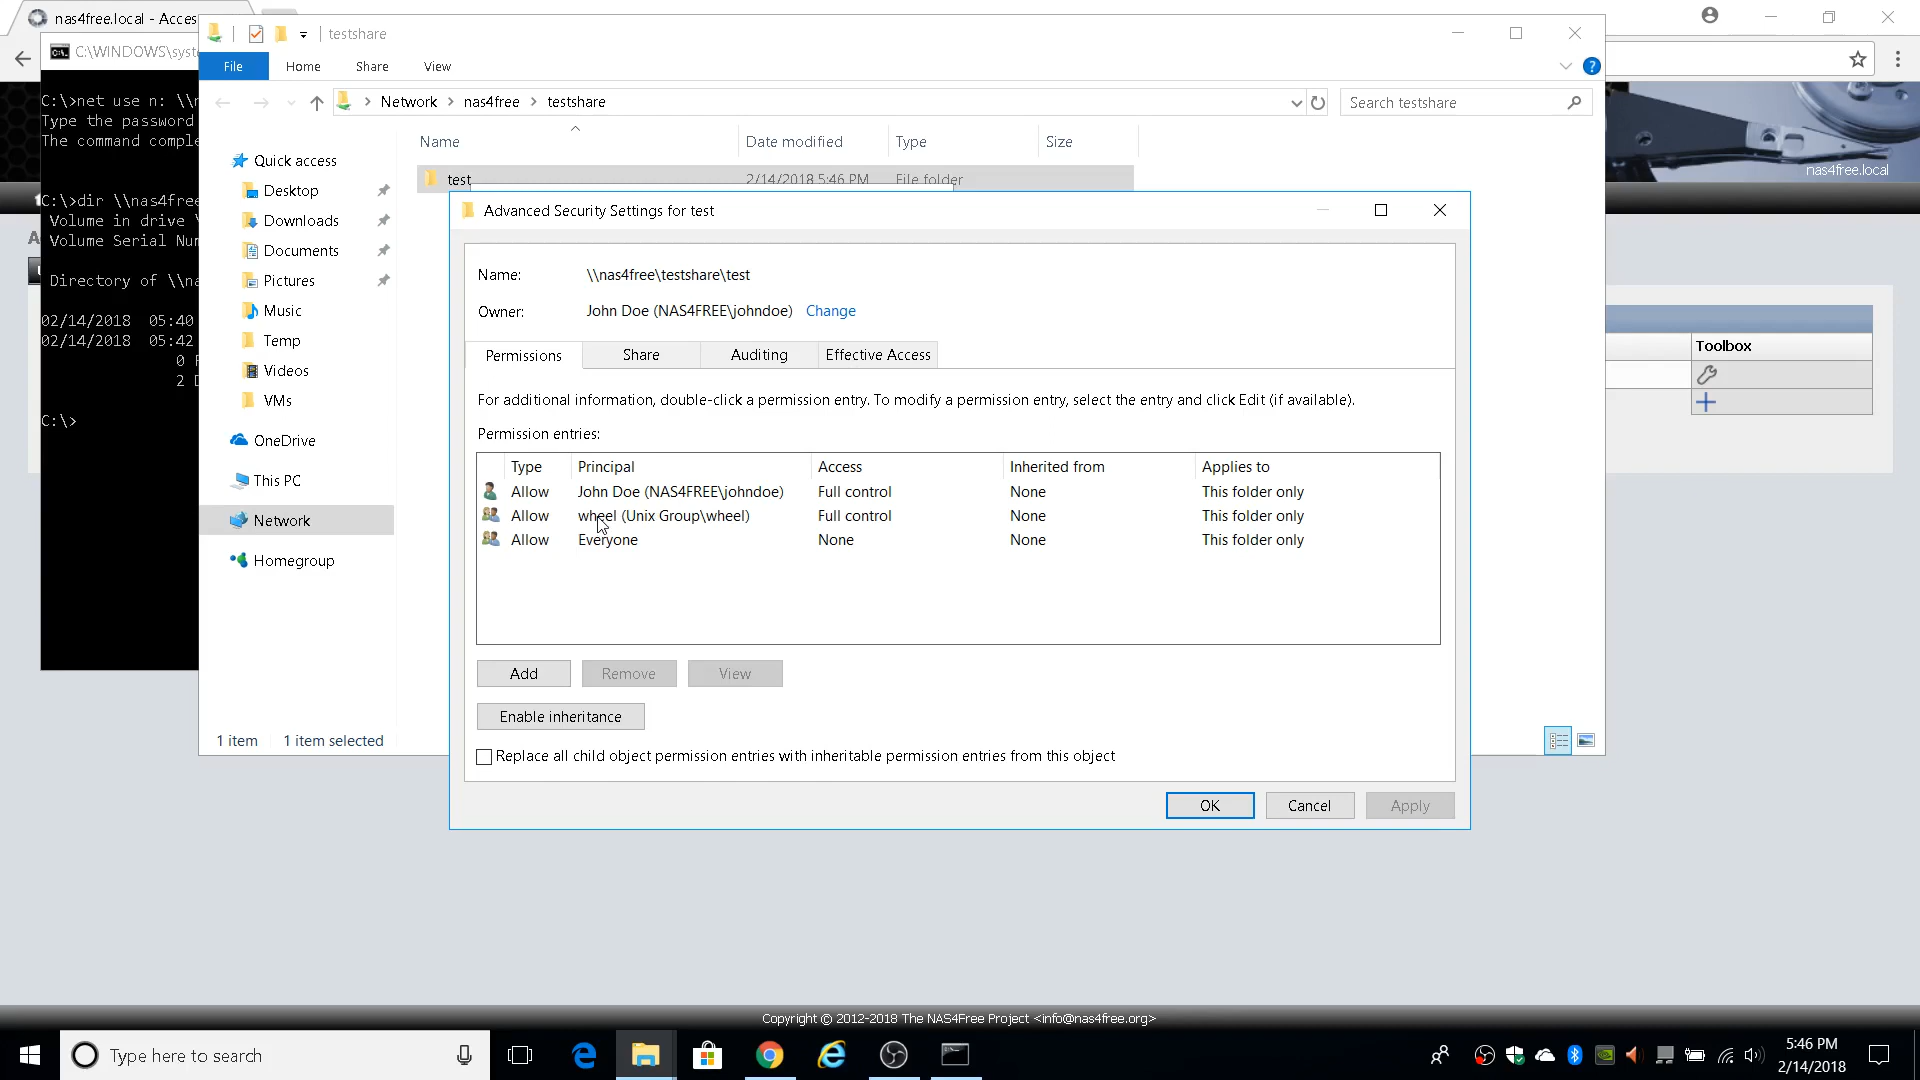 nas4free.local - Acces
C:\WINDOWS\syst
testshare
File
Home
Share
View
Network
nas4free
testshare
Search testshare
Name
Date modified
Type
Size
test
2/14/2018 5:46 PM
File folder
C:\>net use n: \\n
Type the password
The command comple
C:\>dir \\nas4free
Volume in drive \
Volume Serial Num
Directory of \\na
02/14/2018 05:40
02/14/2018 05:42
0 F
2 D
C:\>
Quick access
Desktop
Downloads
Documents
Pictures
Music
Temp
Videos
VMs
OneDrive
This PC
Network
Homegroup
1 item
1 item selected
nas4free.local
Toolbox
Advanced Security Settings for test
Name:
\\nas4free\testshare\test
Owner:
John Doe (NAS4FREE\johndoe) Change
Permissions
Share
Auditing
Effective Access
For additional information, double-click a permission entry. To modify a permission entry, select the entry and click Edit (if available).
Permission entries:
Type Principal Access Inherited from Applies to
Allow John Doe (NAS4FREE\johndoe) Full control None This folder only
Allow wheel (Unix Group\wheel) Full control None This folder only
Allow Everyone None None This folder only
Add
Remove
View
Enable inheritance
Replace all child object permission entries with inheritable permission entries from this object
OK
Cancel
Apply
Copyright © 2012-2018 The NAS4Free Project <info@nas4free.org>
Type here to search
5:46 PM
2/14/2018